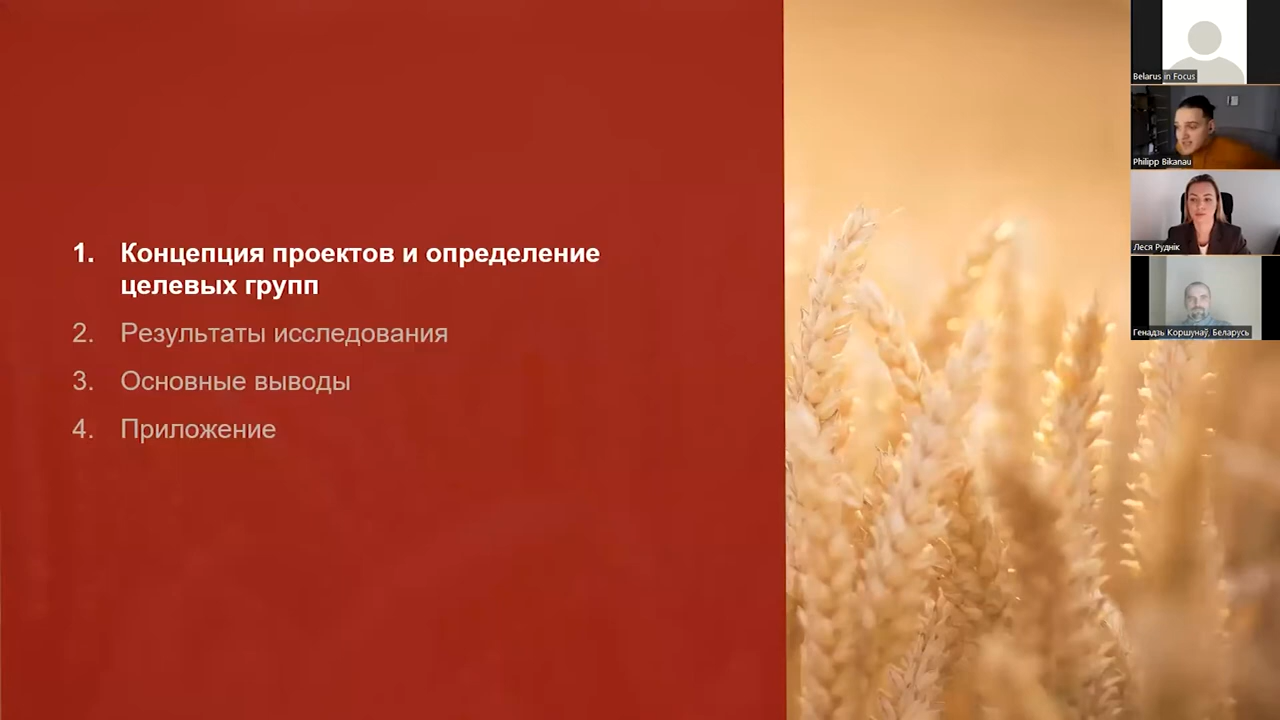 1. Концепция проектов и определение
целевых групп
2. Результаты исследования
3. Основные выводы
4. Приложение
Belarus in Focus
Philipp Bikanau
Леся Руднік
Генадзь Коршунаў, Беларусь